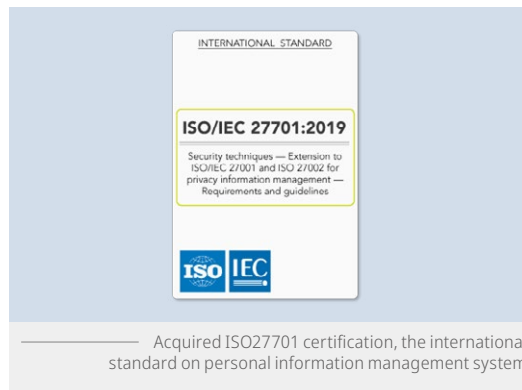 INTERNATIONAL STANDARD
ISO/IEC 27701:2019
Security techniques — Extension to
ISO/IEC 27001 and ISO 27002 for
privacy information management —
Requirements and guidelines
ISO IEC
Acquired ISO27701 certification, the internationa
standard on personal information management system